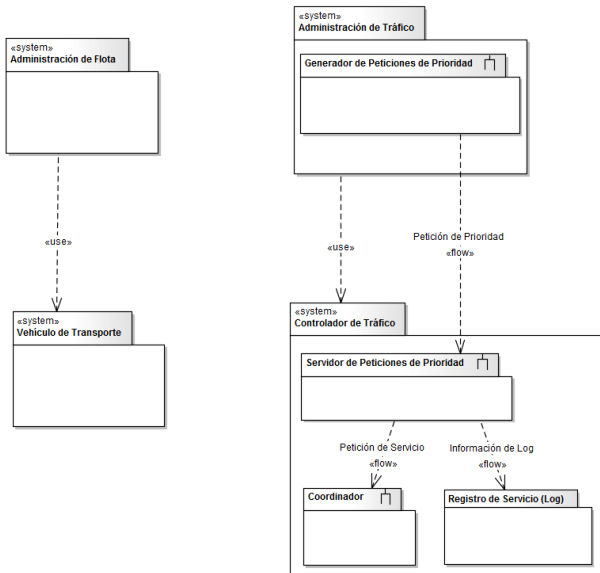 «system»
Administración de Flota
«use»
«system»
Vehículo de Transporte
«system»
Administración de Tráfico
Generador de Peticiones de Prioridad
«use»
Petición de Prioridad
«flow»
«system»
Controlador de Tráfico
Servidor de Peticiones de Prioridad
Petición de Servicio
«flow»
Información de Log
«flow»
Coordinador
Registro de Servicio (Log)